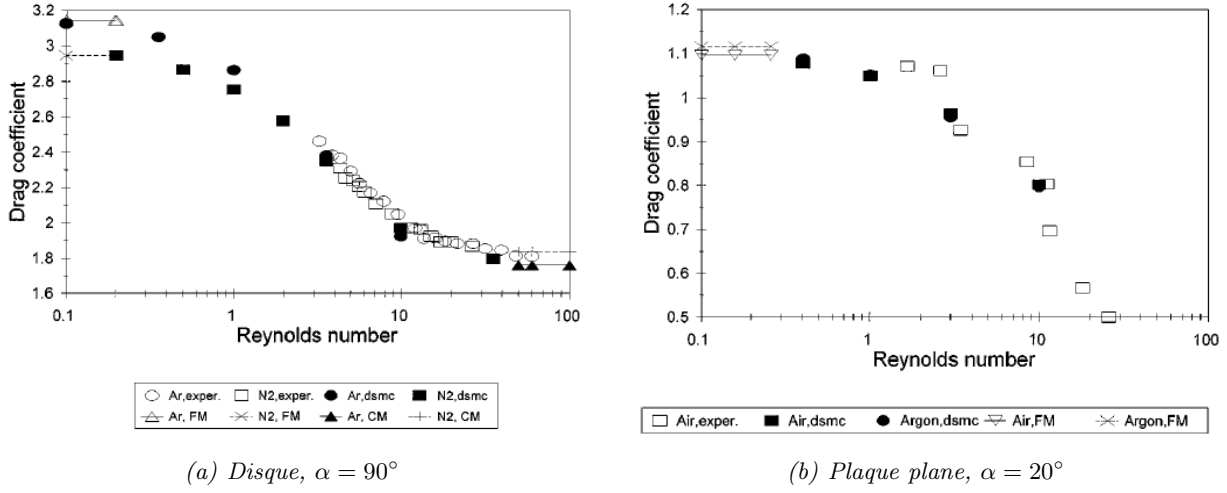 3.2
3
2.8
2.6
2.4
2.2
2
1.8
1.6
Drag coefficient
0.1 1 10 100
Reynolds number
Ar,exper. N2,exper. Ar,dsmc N2,dsmc
Ar, FM N2, FM Ar, CM N2, CM
(a) Disque, α = 90°
1.2
1.1
1
0.9
0.8
0.7
0.6
0.5
Drag coefficient
0.1 1 10 100
Reynolds number
Air,exper. Air,dsmc Argon,dsmc Air,FM Argon,FM
(b) Plaque plane, α = 20°